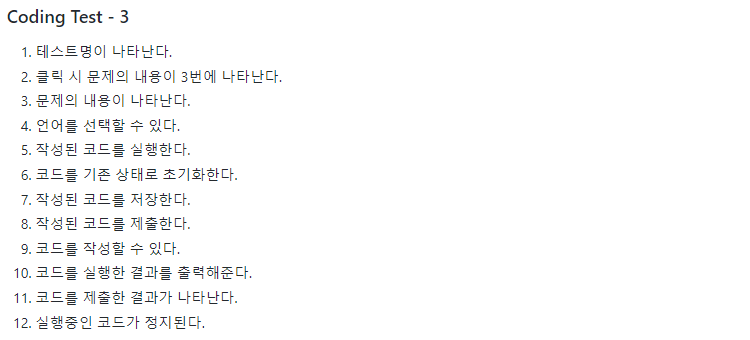 Coding Test - 3
1. 테스트명이 나타난다.
2. 클릭 시 문제의 내용이 3번에 나타난다.
3. 문제의 내용이 나타난다.
4. 언어를 선택할 수 있다.
5. 작성된 코드를 실행한다.
6. 코드를 기존 상태로 초기화한다.
7. 작성된 코드를 저장한다.
8. 작성된 코드를 제출한다.
9. 코드를 작성할 수 있다.
10. 코드를 실행한 결과를 출력해준다.
11. 코드를 제출한 결과가 나타난다.
12. 실행중인 코드가 정지된다.